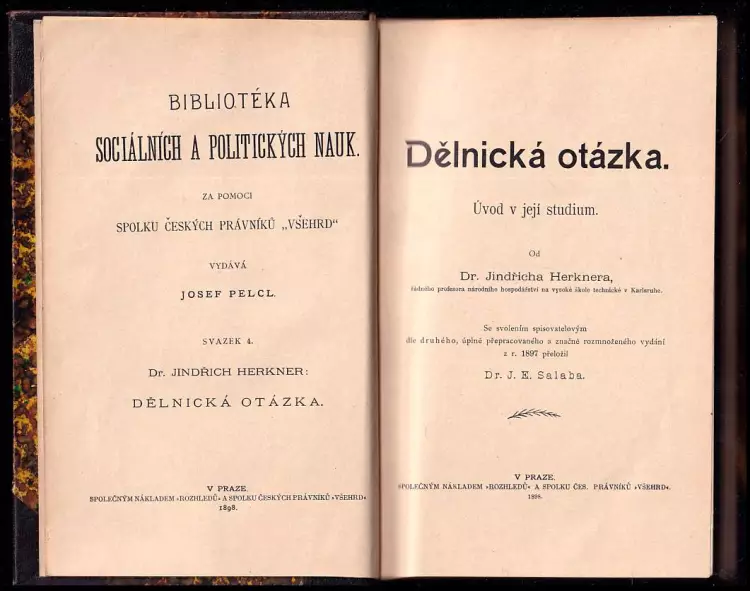 BIBLIOTÉKA
SOCIÁLNÍCH A POLITICKÝCH NAUK.
ZA POMOCI
SPOLKU ČESKÝCH PRÁVNÍKŮ „VŠEHRD“
VYDÁVÁ
JOSEF PELCL.
SVAZEK 4.
Dr. JINDŘICH HERKNER:
DĚLNICKÁ OTÁZKA.
V PRAZE.
SPOLEČNÝM NÁKLADEM »ROZHLEDŮ« A SPOLKU ČESKÝCH PRÁVNÍKŮ »VŠEHRD«
1898.
Dělnická otázka.
Úvod v její studium.
Od
Dr. Jindřicha Herknera,
řádného profesora národního hospodářství na vysoké škole technické v Karlsruhe.
Se svolením spisovatelovým
dle druhého, úplně přepracovaného a značně rozmnoženého vydání
z r. 1897 přeložil
Dr. J. E. Salaba.
V PRAZE.
SPOLEČNÝM NÁKLADEM »ROZHLEDŮ« A SPOLKU ČES. PRÁVNÍKŮ »VŠEHRD«.
1898.